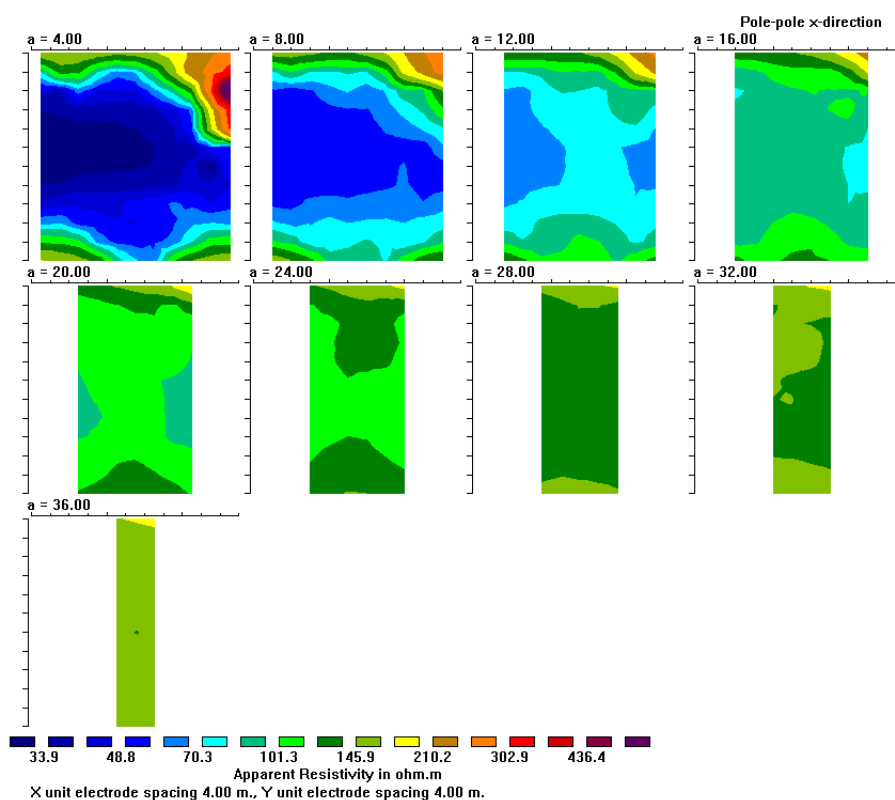 Pole-pole x-direction
a = 4.00
a = 8.00
a = 12.00
a = 16.00
a = 20.00
a = 24.00
a = 28.00
a = 32.00
a = 36.00
33.9 48.8 70.3 101.3 145.9 210.2 302.9 436.4
Apparent Resistivity in ohm.m
X unit electrode spacing 4.00 m., Y unit electrode spacing 4.00 m.